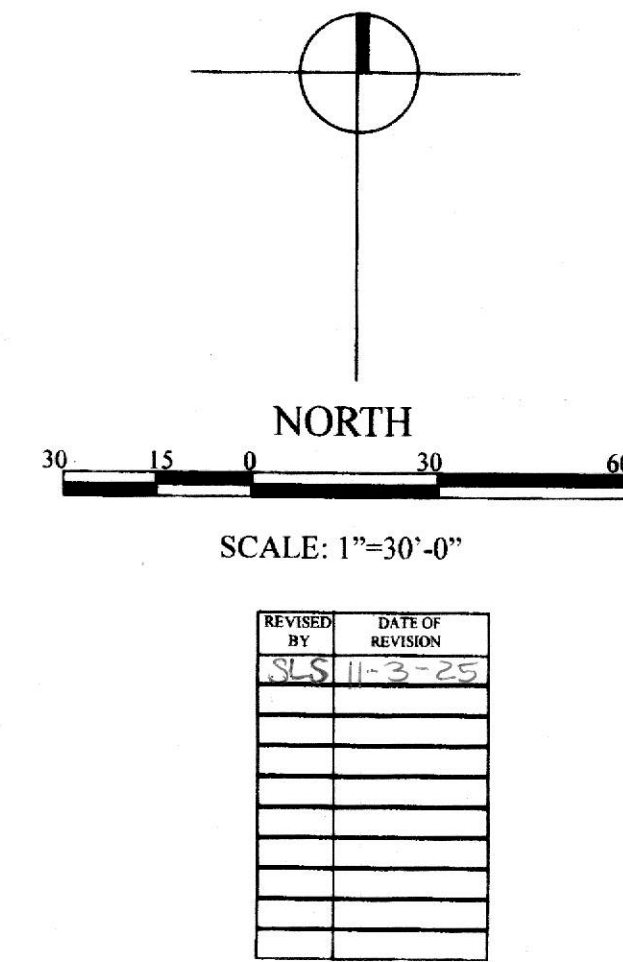 NORTH
30 15 0 30 60
SCALE: 1”=30’-0”
REVISED BY DATE OF REVISION
SLS 11-3-25